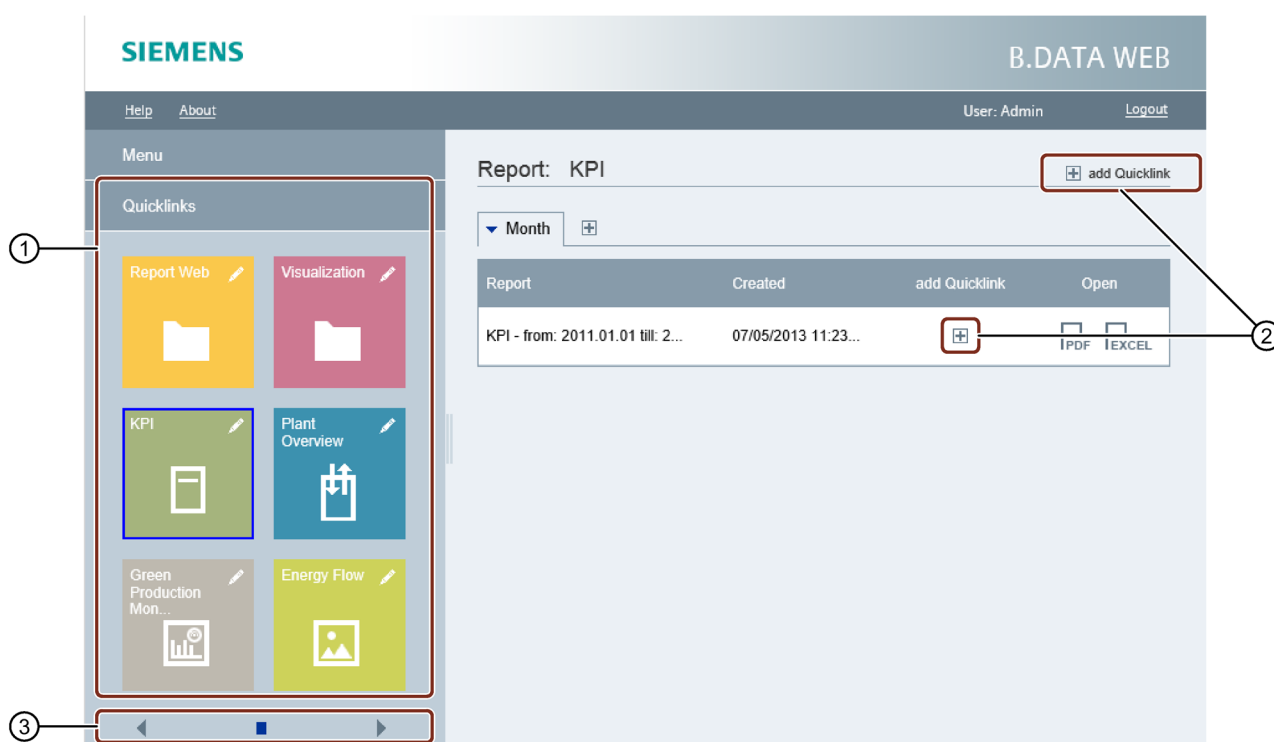 SIEMENS
B.DATA WEB
Help About
User: Admin Logout
Menu
Quicklinks
Report: KPI
add Quicklink
Month
①
Report Web
Visualization
Report Created add Quicklink Open
KPI - from: 2011.01.01 till: 2... 07/05/2013 11:23...
PDF EXCEL
②
KPI
Plant
Overview
Green
Production
Mon...
Energy Flow
③